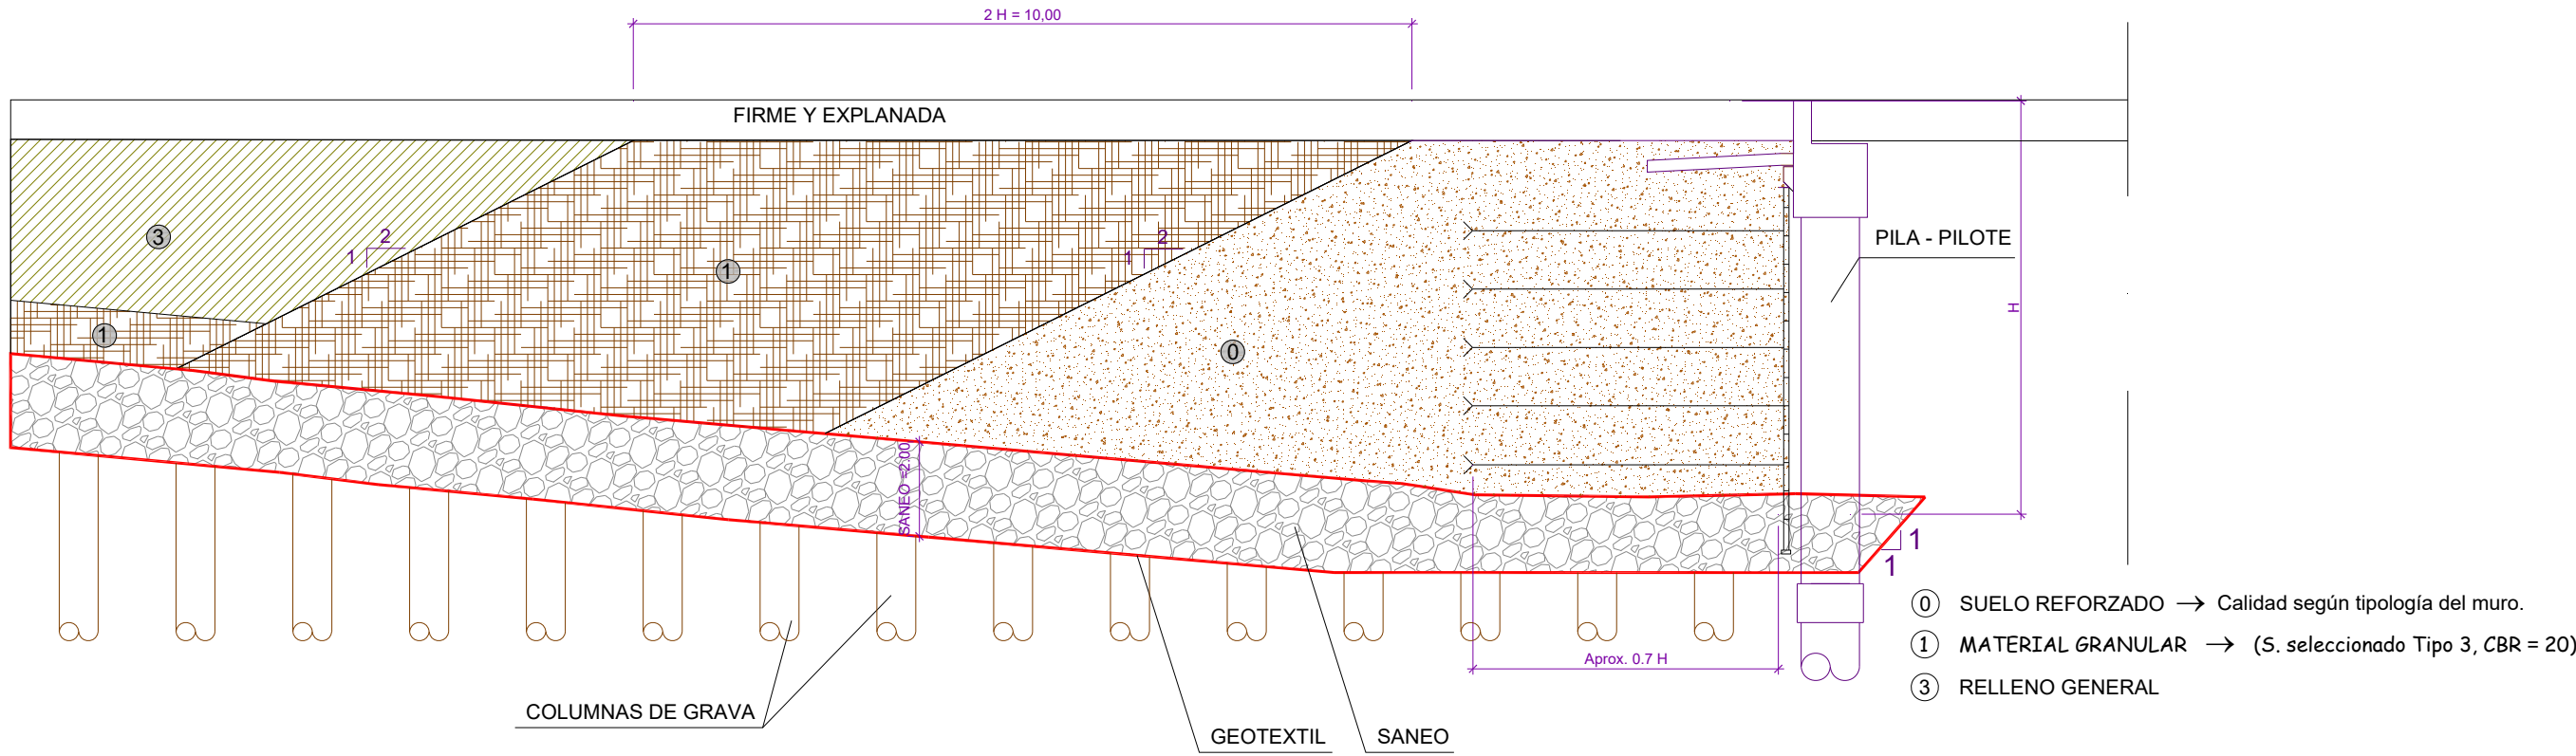 2 H = 10,00
FIRME Y EXPLANADA
3
2
1
1
2
1
PILA - PILOTE
H
1
0
SANEO =2.00
1
1
Aprox. 0.7 H
0 SUELO REFORZADO → Calidad según tipología del muro.
1 MATERIAL GRANULAR → (S. seleccionado Tipo 3, CBR = 20)
3 RELLENO GENERAL
COLUMNAS DE GRAVA
GEOTEXTIL
SANEO